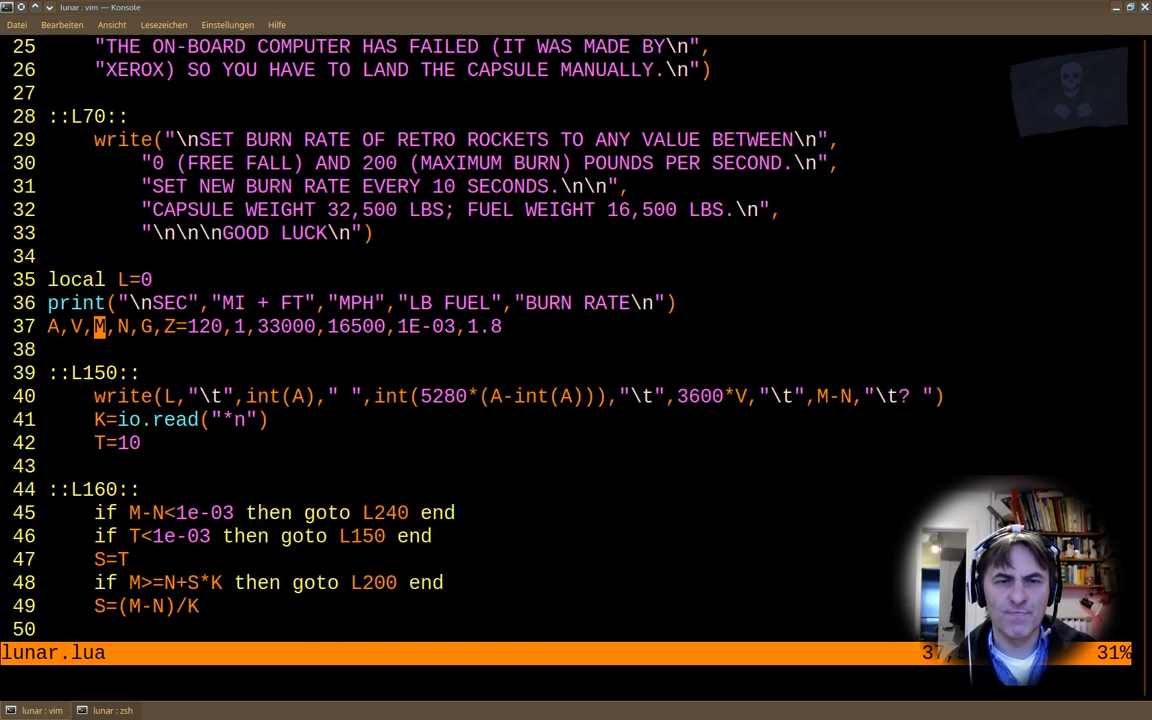 lunar : vim — Konsole
Datei Bearbeiten Ansicht Lesezeichen Einstellungen Hilfe
25 "THE ON-BOARD COMPUTER HAS FAILED (IT WAS MADE BY\n",
26 "XEROX) SO YOU HAVE TO LAND THE CAPSULE MANUALLY.\n")
27
28 ::L70::
29 write("\nSET BURN RATE OF RETRO ROCKETS TO ANY VALUE BETWEEN\n",
30 "0 (FREE FALL) AND 200 (MAXIMUM BURN) POUNDS PER SECOND.\n",
31 "SET NEW BURN RATE EVERY 10 SECONDS.\n\n",
32 "CAPSULE WEIGHT 32,500 LBS; FUEL WEIGHT 16,500 LBS.\n",
33 "\n\n\nGOOD LUCK\n")
34
35 local L=0
36 print("\nSEC","MI + FT","MPH","LB FUEL","BURN RATE\n")
37 A,V,M,N,G,Z=120,1,33000,16500,1E-03,1.8
38
39 ::L150::
40 write(L,"\t",int(A)," ",int(5280*(A-int(A))),"\t",3600*V,"\t",M-N,"\t? ")
41 K=io.read("*n")
42 T=10
43
44 ::L160::
45 if M-N<1e-03 then goto L240 end
46 if T<1e-03 then goto L150 end
47 S=T
48 if M>=N+S*K then goto L200 end
49 S=(M-N)/K
50
lunar.lua 37, 31%
lunar : vim lunar : zsh